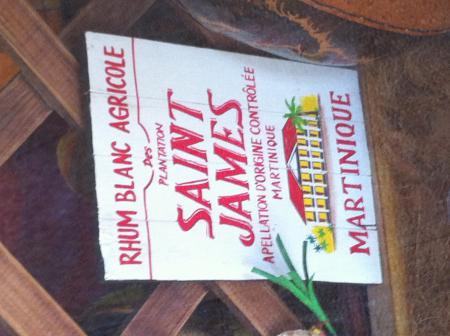 RHUM BLANC AGRICOLE
Des
PLANTATION
SAINT
JAMES
APELLATION D'ORIGINE CONTRÔLÉE
MARTINIQUE
MARTINIQUE